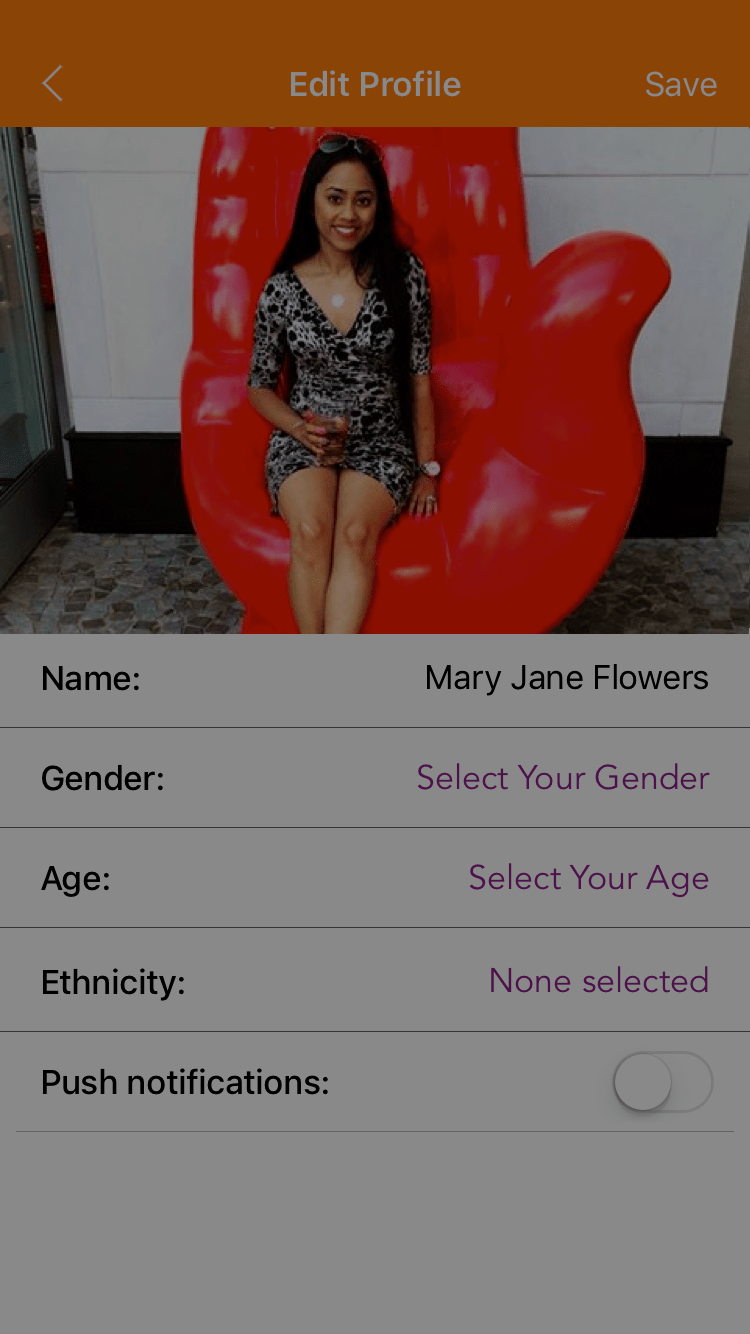 Edit Profile
Save
Name:
Mary Jane Flowers
Gender:
Select Your Gender
Age:
Select Your Age
Ethnicity:
None selected
Push notifications: